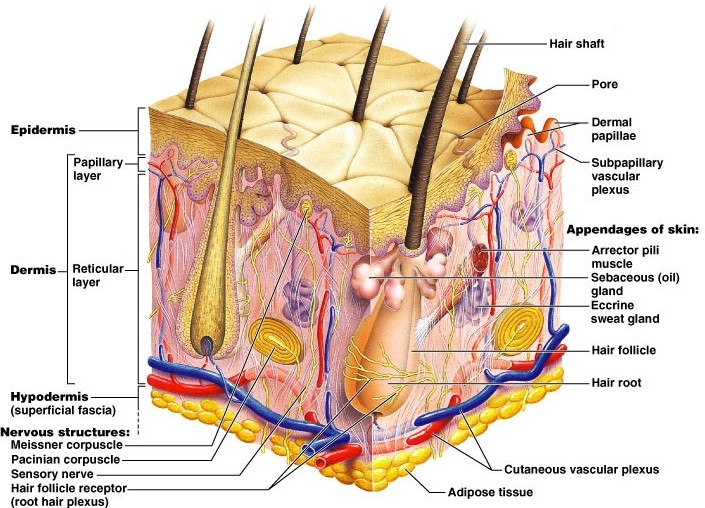 Hair shaft
Pore
Dermal
papillae
Subpapillary
vascular
plexus
Appendages of skin:
Arrector pili
muscle
Sebaceous (oil)
gland
Eccrine
sweat gland
Hair follicle
Hair root
Cutaneous vascular plexus
Adipose tissue
Epidermis
Papillary
layer
Dermis
Reticular
layer
Hypodermis
(superficial fascia)
Nervous structures:
Meissner corpuscle
Pacinian corpuscle
Sensory nerve
Hair follicle receptor
(root hair plexus)